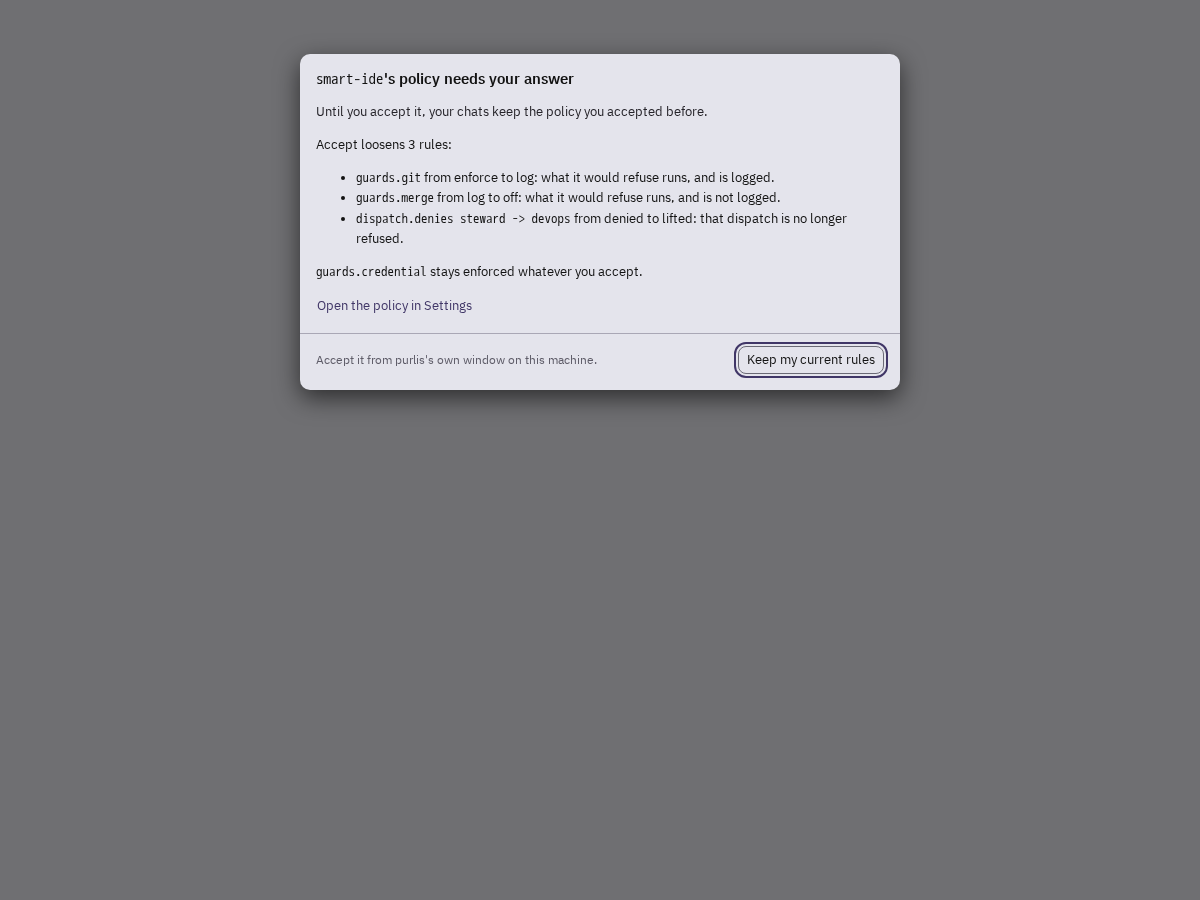 smart-ide's policy needs your answer
Until you accept it, your chats keep the policy you accepted before.
Accept loosens 3 rules:
• guards.git from enforce to log: what it would refuse runs, and is logged.
• guards.merge from log to off: what it would refuse runs, and is not logged.
• dispatch.denies steward -> devops from denied to lifted: that dispatch is no longer
refused.
guards.credential stays enforced whatever you accept.
Open the policy in Settings
Accept it from purlis's own window on this machine.
Keep my current rules